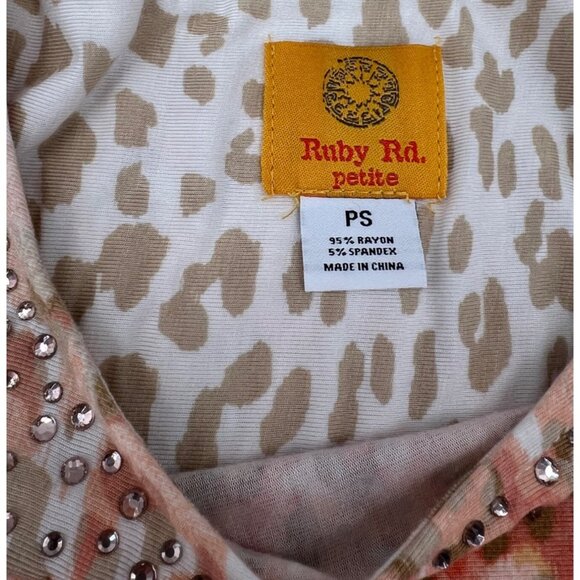 Ruby Rd.
petite
PS
95% RAYON
5% SPANDEX
MADE IN CHINA